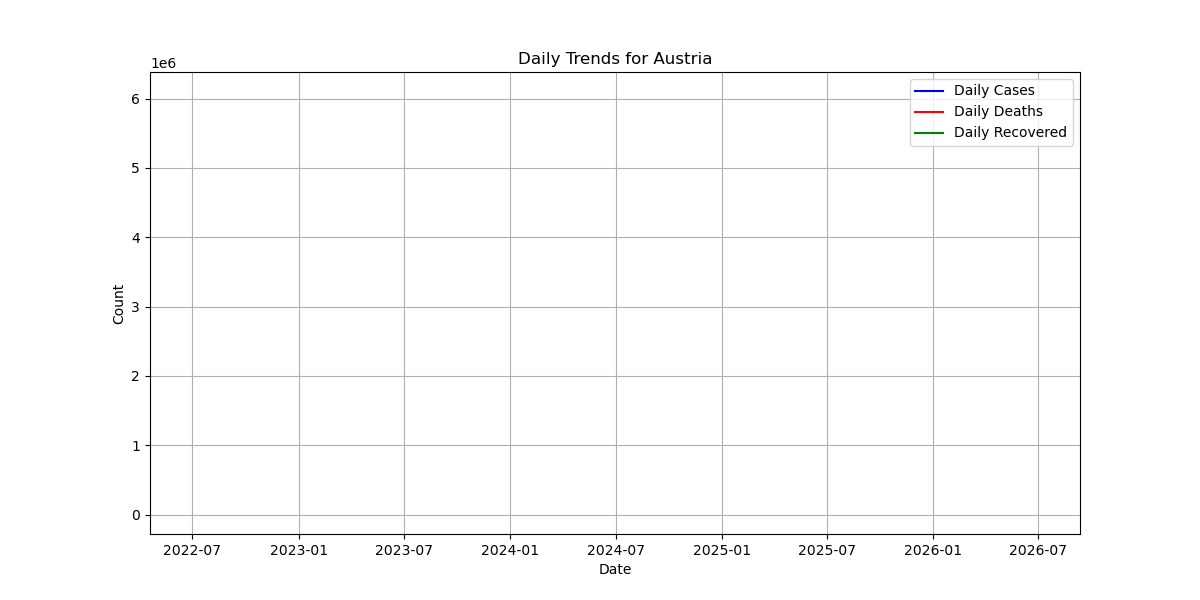 Daily Trends for Austria
1e6
Daily Cases
Daily Deaths
Daily Recovered
6
5
4
3
2
1
0
Count
2022-07 2023-01 2023-07 2024-01 2024-07 2025-01 2025-07 2026-01 2026-07
Date